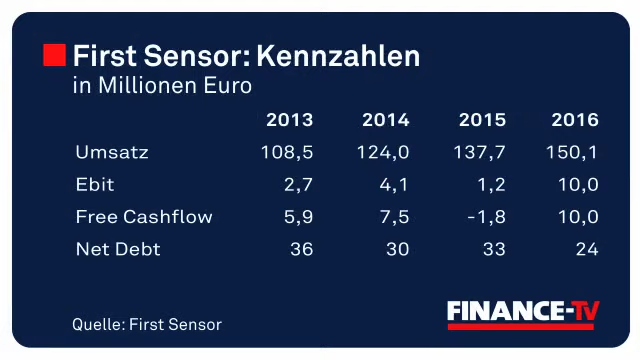 First Sensor: Kennzahlen
in Millionen Euro
2013 2014 2015 2016
Umsatz 108,5 124,0 137,7 150,1
Ebit 2,7 4,1 1,2 10,0
Free Cashflow 5,9 7,5 -1,8 10,0
Net Debt 36 30 33 24
Quelle: First Sensor
FINANCE-TV